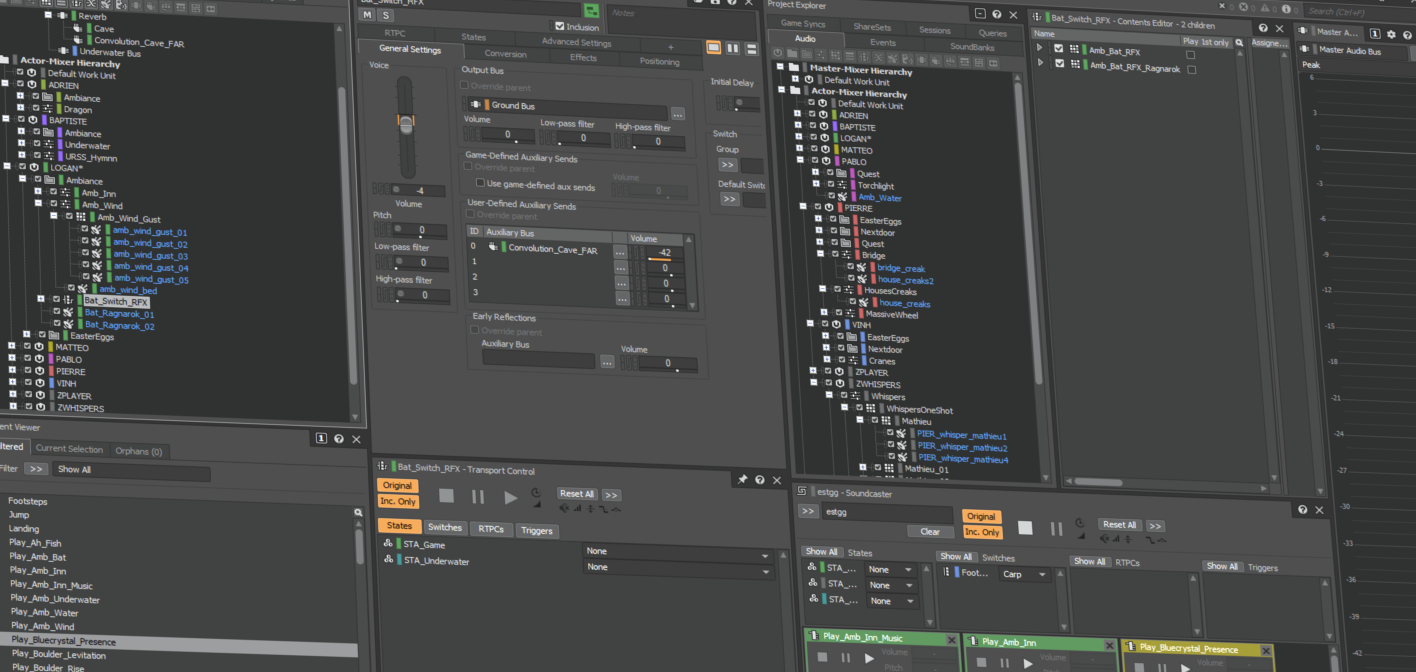 Reverb
Cave
Convolution_Cave_FAR
Underwater Bus
Actor-Mixer Hierarchy
Default Work Unit
ADRIEN
Ambiance
Dragon
BAPTISTE
Ambiance
Underwater
URSS_Hymnn
LOGAN*
Ambiance
Amb_Inn
Amb_Wind
Amb_Wind_Gust
amb_wind_gust_01
amb_wind_gust_02
amb_wind_gust_03
amb_wind_gust_04
amb_wind_gust_05
amb_wind_bed
Bat_Switch_RFX
Bat_Ragnarok_01
Bat_Ragnarok_02
EasterEggs
MATTEO
PABLO
PIERRE
VINH
ZPLAYER
ZWHISPERS
ent Viewer
1
ltered
Current Selection
Orphans (0)
Filter
>>
Show All
Footsteps
Jump
Landing
Play_Ah_Fish
Play_Amb_Bat
Play_Amb_Inn
Play_Amb_Inn_Music
Play_Amb_Underwater
Play_Amb_Water
Play_Amb_Wind
Play_Bluecrystal_Presence
Play_Boulder_Levitation
Play_Boulder_Rise
Bat_Switch_RFX
M S
Inclusion
Notes
RTPC
States
Advanced Settings
+
General Settings
Conversion
Effects
Positioning
Voice
-4
Volume
Pitch
0
Low-pass filter
0
High-pass filter
0
Output Bus
Override parent
Ground Bus
...
Volume
Low-pass filter
High-pass filter
0
0
0
Game-Defined Auxiliary Sends
Override parent
Use game-defined aux sends
Volume
0
User-Defined Auxiliary Sends
Override parent
ID Auxiliary Bus Volume
0 Convolution_Cave_FAR ... -42
1 ... 0
2 ... 0
3 ... 0
Early Reflections
Override parent
Auxiliary Bus
Volume
...
0
Initial Delay
Switch
Group
>>
Default Switc
>>
Bat_Switch_RFX - Transport Control
Original
Inc. Only
Reset All
>>
States
Switches
RTPCs
Triggers
STA_Game
None
STA_Underwater
None
Project Explorer
Game Syncs
ShareSets
Sessions
Queries
Audio
Events
SoundBanks
Master-Mixer Hierarchy
Default Work Unit
Actor-Mixer Hierarchy
Default Work Unit
ADRIEN
BAPTISTE
LOGAN*
MATTEO
PABLO
Quest
Torchlight
Amb_Water
PIERRE
EasterEggs
Nextdoor
Quest
Bridge
bridge_creak
house_creaks2
HousesCreaks
house_creaks
MassiveWheel
VINH
EasterEggs
Nextdoor
Cranes
ZPLAYER
ZWHISPERS
Whispers
WhispersOneShot
Mathieu
PIER_whisper_mathieu1
PIER_whisper_mathieu2
PIER_whisper_mathieu4
Mathieu_01
Bat_Switch_RFX - Contents Editor - 2 children
Name
Play 1st only
Assigne...
Amb_Bat_RFX
Amb_Bat_RFX_Ragnarok
Search (Ctrl+F)
Master A...
1
Master Audio Bus
Peak
6
3
0
-3
-6
-9
-12
-15
-18
-21
-24
-27
-30
-33
-36
-39
-42
estgg - Soundcaster
>>
estgg
Clear
Original
Inc. Only
Reset All
>>
Show All States
STA_... None
STA_... None
STA_... None
Show All Switches
Foot... Carp
Show All RTPCs
Show All Triggers
Play_Amb_Inn_Music
Volume
Pitch
Play_Amb_Inn
Volume
Play_Bluecrystal_Presence
Volume